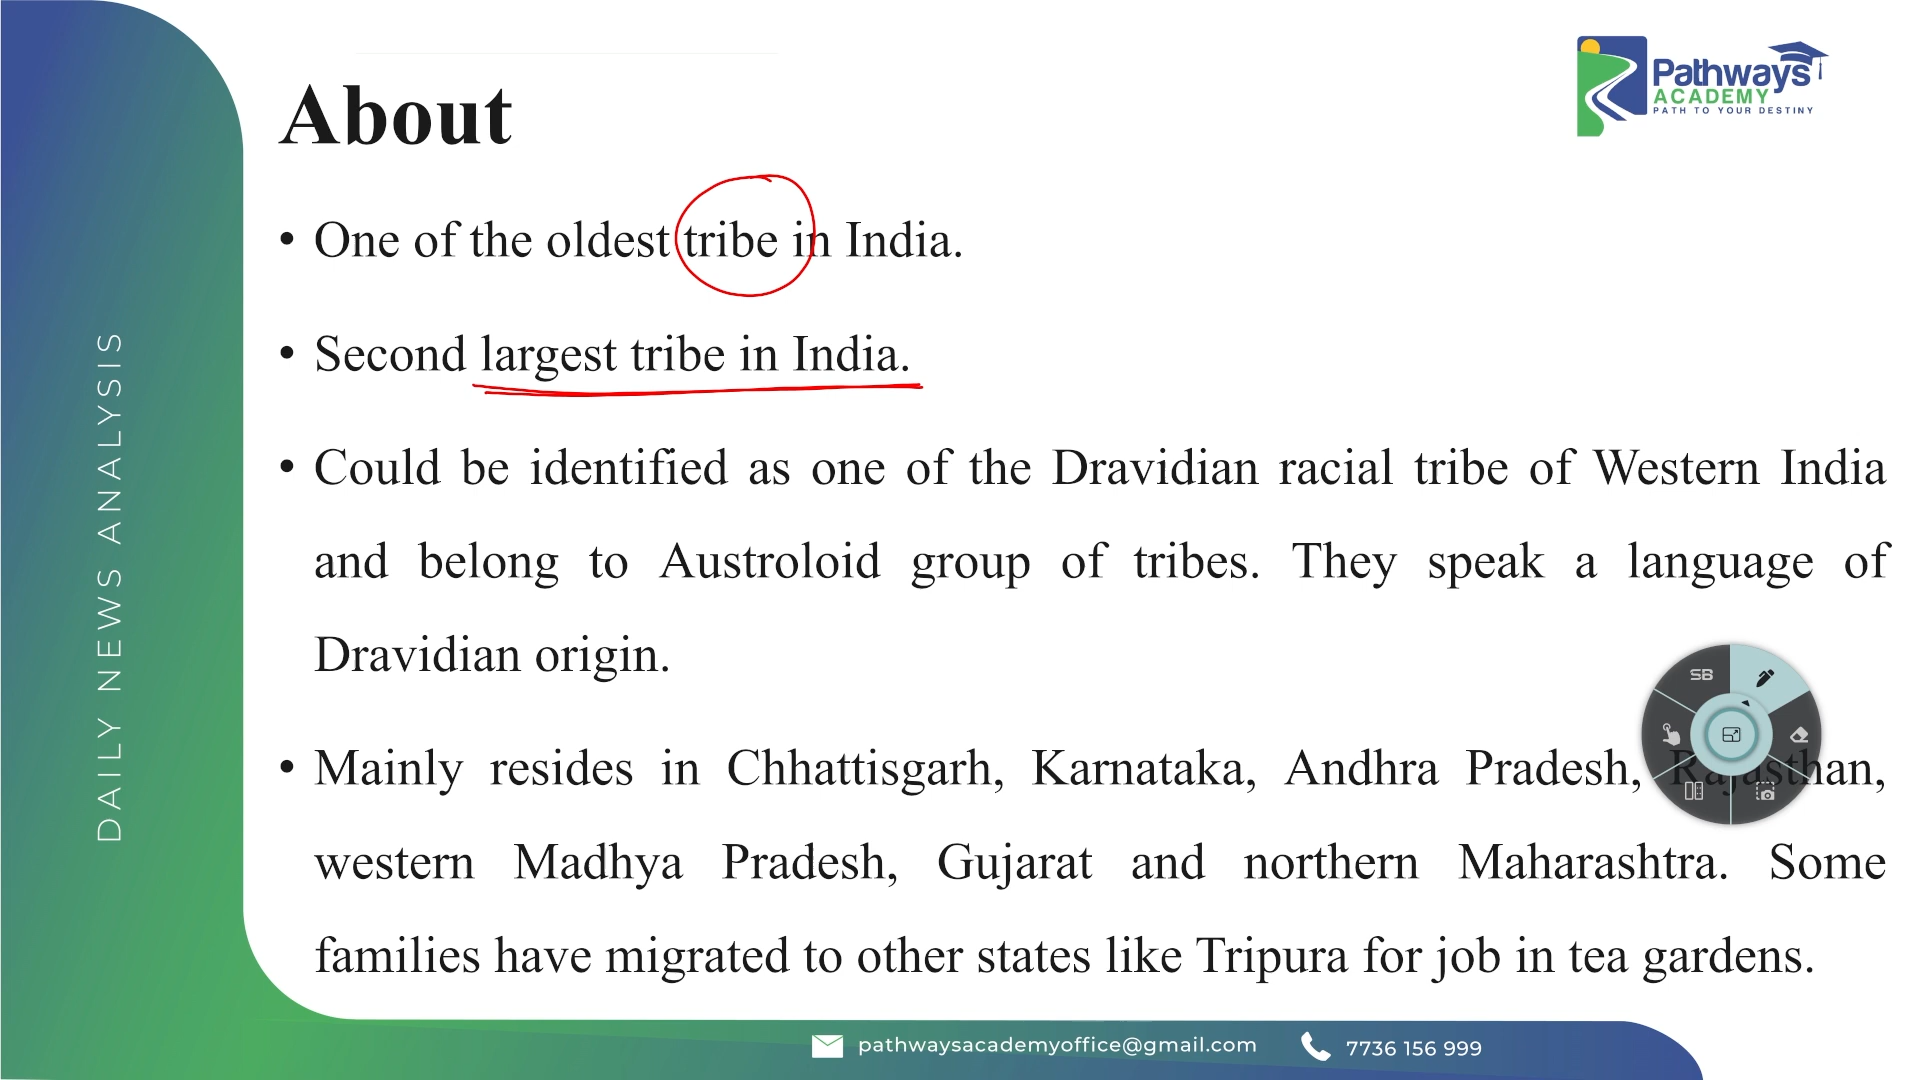 Pathways
ACADEMY
PATH TO YOUR DESTINY
About
• One of the oldest tribe in India.
• Second largest tribe in India.
• Could be identified as one of the Dravidian racial tribe of Western India
and belong to Austroloid group of tribes. They speak a language of
Dravidian origin.
• Mainly resides in Chhattisgarh, Karnataka, Andhra Pradesh, Rajasthan,
western Madhya Pradesh, Gujarat and northern Maharashtra. Some
families have migrated to other states like Tripura for job in tea gardens.
SB
DAILY NEWS ANALYSIS
pathwaysacademyoffice@gmail.com
7736 156 999